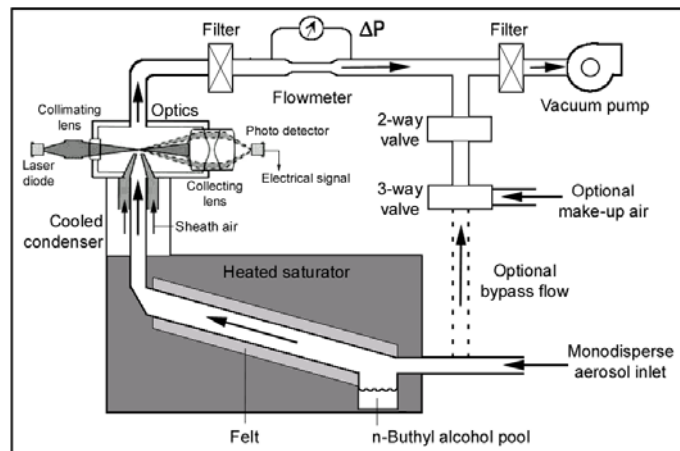 Filter
ΔP
Filter
Flowmeter
Vacuum pump
Collimating
lens
Optics
Photo detector
2-way
valve
Laser
diode
Collecting
lens
Electrical signal
3-way
valve
Optional
make-up air
Cooled
condenser
Sheath air
Heated saturator
Optional
bypass flow
Monodisperse
aerosol inlet
Felt
n-Buthyl alcohol pool